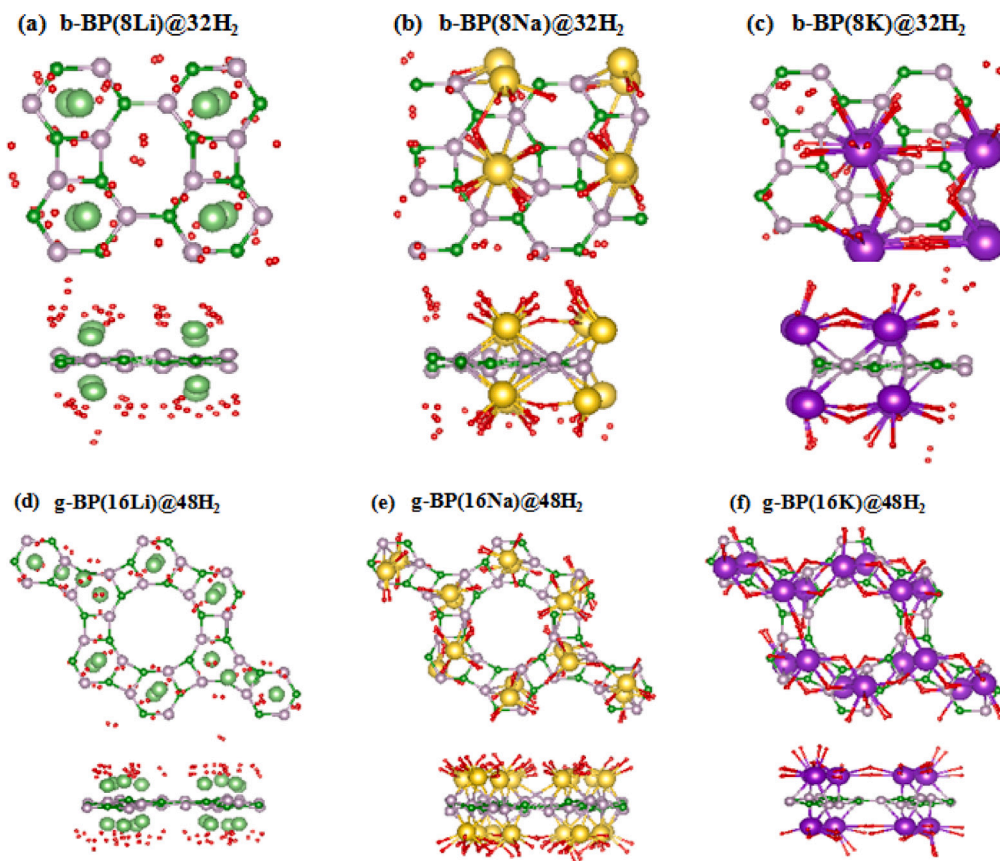 (a) b-BP(8Li)@32H₂
(b) b-BP(8Na)@32H₂
(c) b-BP(8K)@32H₂
(d) g-BP(16Li)@48H₂
(e) g-BP(16Na)@48H₂
(f) g-BP(16K)@48H₂